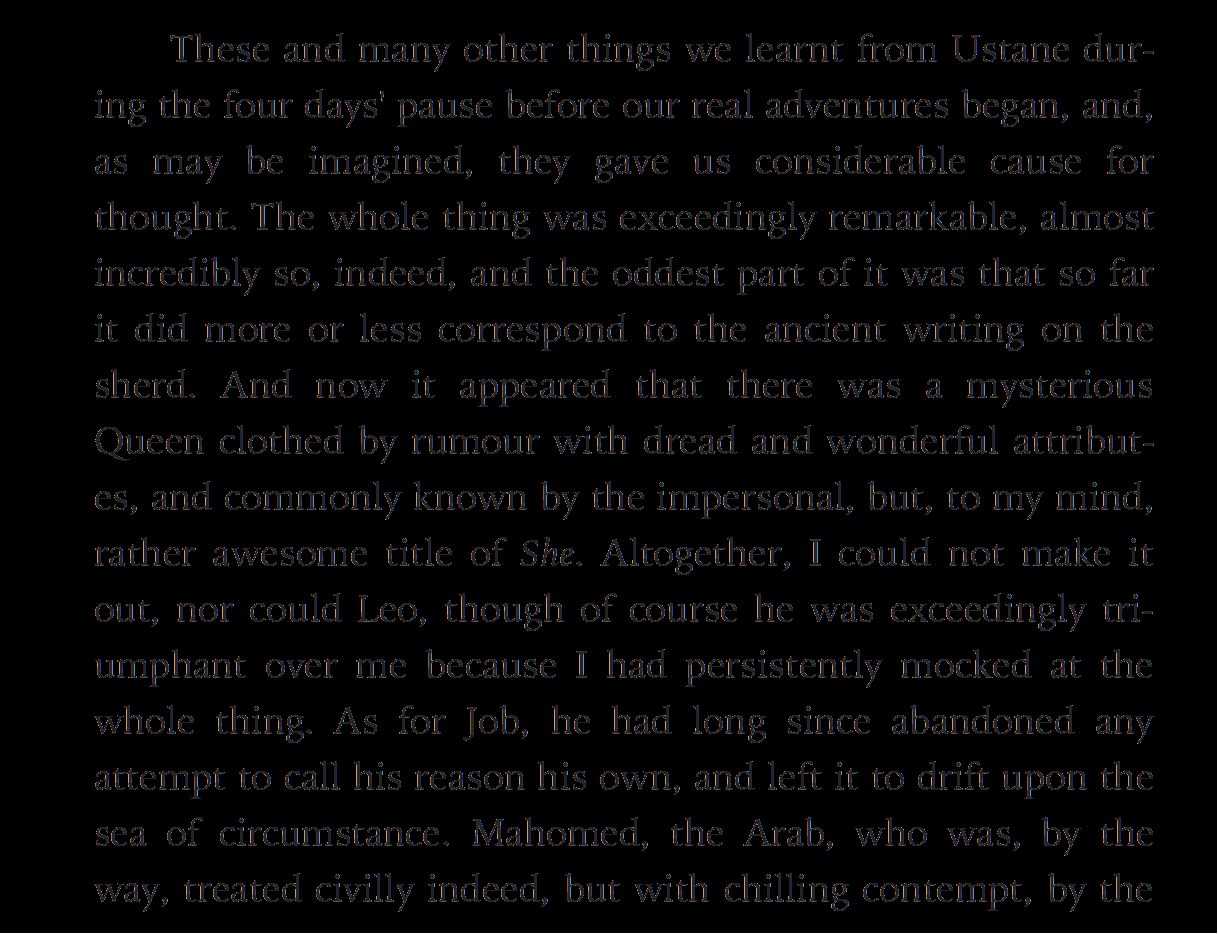 These and many other things we learnt from Ustane dur-
ing the four days' pause before our real adventures began, and,
as may be imagined, they gave us considerable cause for
thought. The whole thing was exceedingly remarkable, almost
incredibly so, indeed, and the oddest part of it was that so far
it did more or less correspond to the ancient writing on the
sherd. And now it appeared that there was a mysterious
Queen clothed by rumour with dread and wonderful attribut-
es, and commonly known by the impersonal, but, to my mind,
rather awesome title of She. Altogether, I could not make it
out, nor could Leo, though of course he was exceedingly tri-
umphant over me because I had persistently mocked at the
whole thing. As for Job, he had long since abandoned any
attempt to call his reason his own, and left it to drift upon the
sea of circumstance. Mahomed, the Arab, who was, by the
way, treated civilly indeed, but with chilling contempt, by the